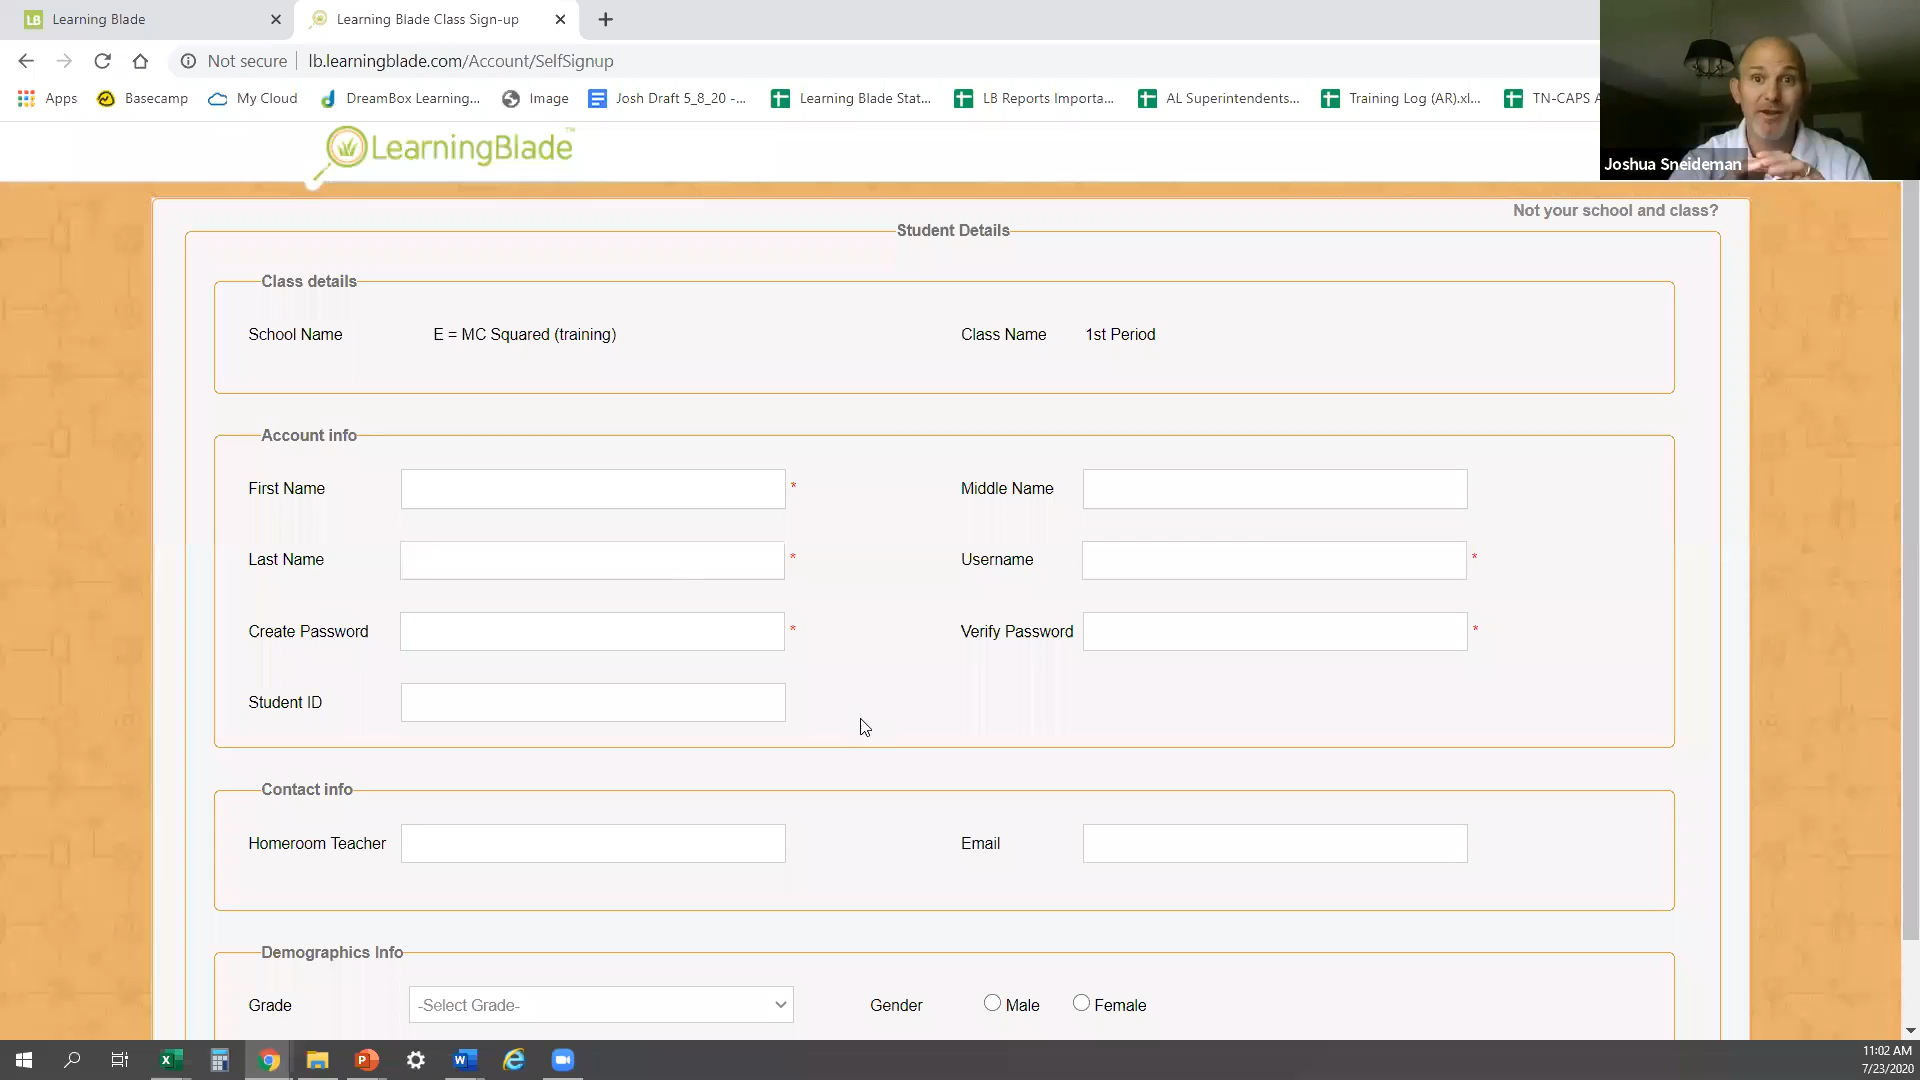 LB Learning Blade
Learning Blade Class Sign-up
Not secure
lb.learningblade.com/Account/SelfSignup
Apps
Basecamp
My Cloud
DreamBox Learning...
Image
Josh Draft 5_8_20 -...
Learning Blade Stat...
LB Reports Importa...
AL Superintendents...
Training Log (AR).xl...
TN-CAPS A
LearningBlade™
Joshua Sneideman
Not your school and class?
Student Details
Class details
School Name E = MC Squared (training) Class Name 1st Period
Account info
First Name * Middle Name
Last Name * Username *
Create Password * Verify Password *
Student ID
Contact info
Homeroom Teacher Email
Demographics Info
Grade -Select Grade- Gender Male Female
11:02 AM
7/23/2020